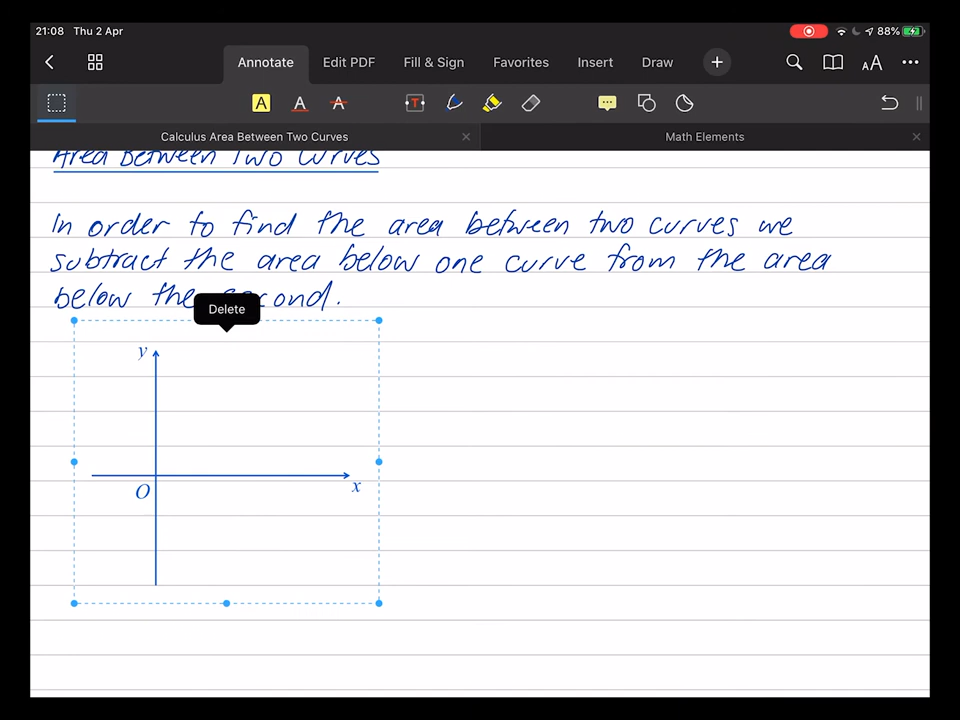 21:08 Thu 2 Apr
88%
Annotate Edit PDF Fill & Sign Favorites Insert Draw
A A A T
Calculus Area Between Two Curves
Math Elements
Area Between Two Curves
In order to find the area between two curves we
subtract the area below one curve from the area
below the second.
Delete
y
O
x